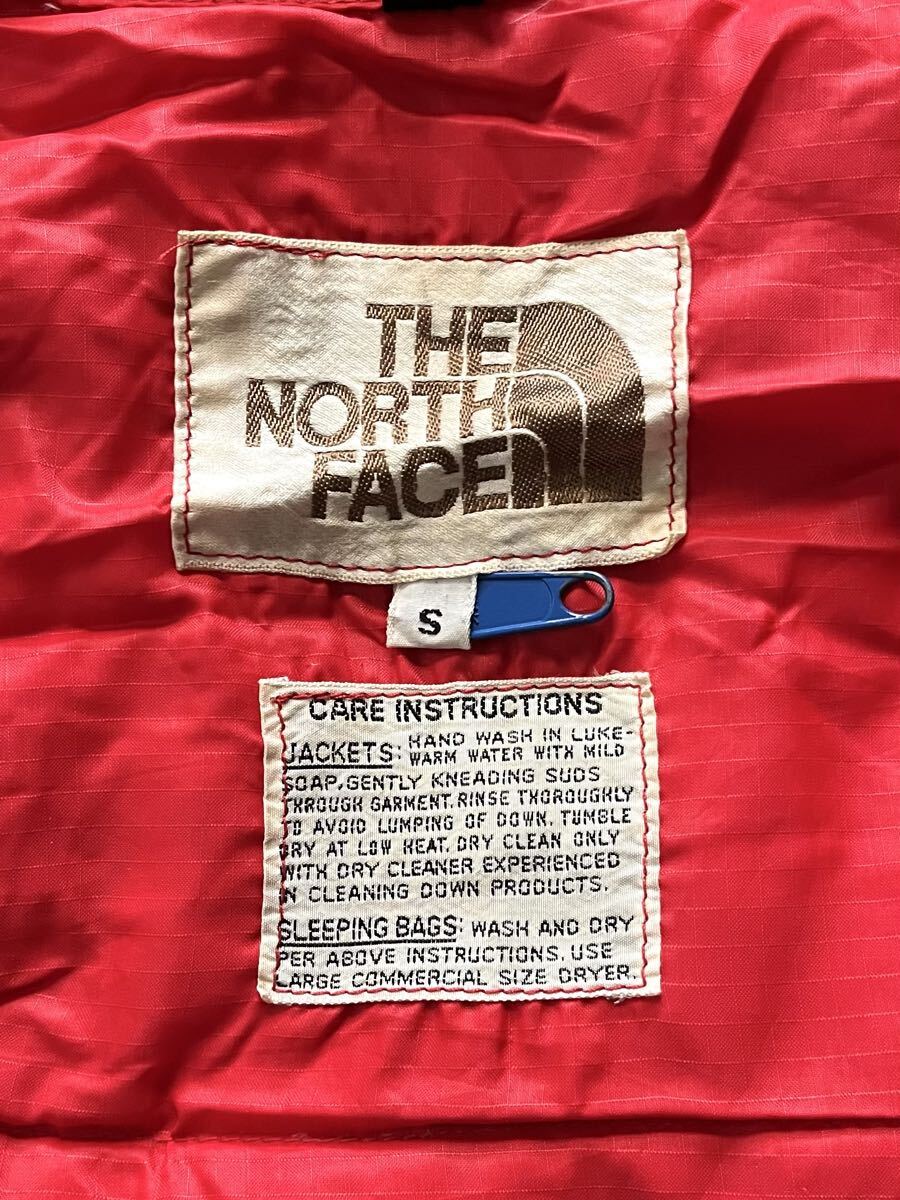 THE
NORTH
FACE
S
CARE INSTRUCTIONS
JACKETS: HAND WASH IN LUKE-
WARM WATER WITH MILD
SOAP, GENTLY KNEADING SUDS
THROUGH GARMENT. RINSE THOROUGHLY
TO AVOID LUMPING OF DOWN. TUMBLE
DRY AT LOW HEAT. DRY CLEAN ONLY
WITH DRY CLEANER EXPERIENCED
IN CLEANING DOWN PRODUCTS.
SLEEPING BAGS: WASH AND DRY
PER ABOVE INSTRUCTIONS. USE
LARGE COMMERCIAL SIZE DRYER.